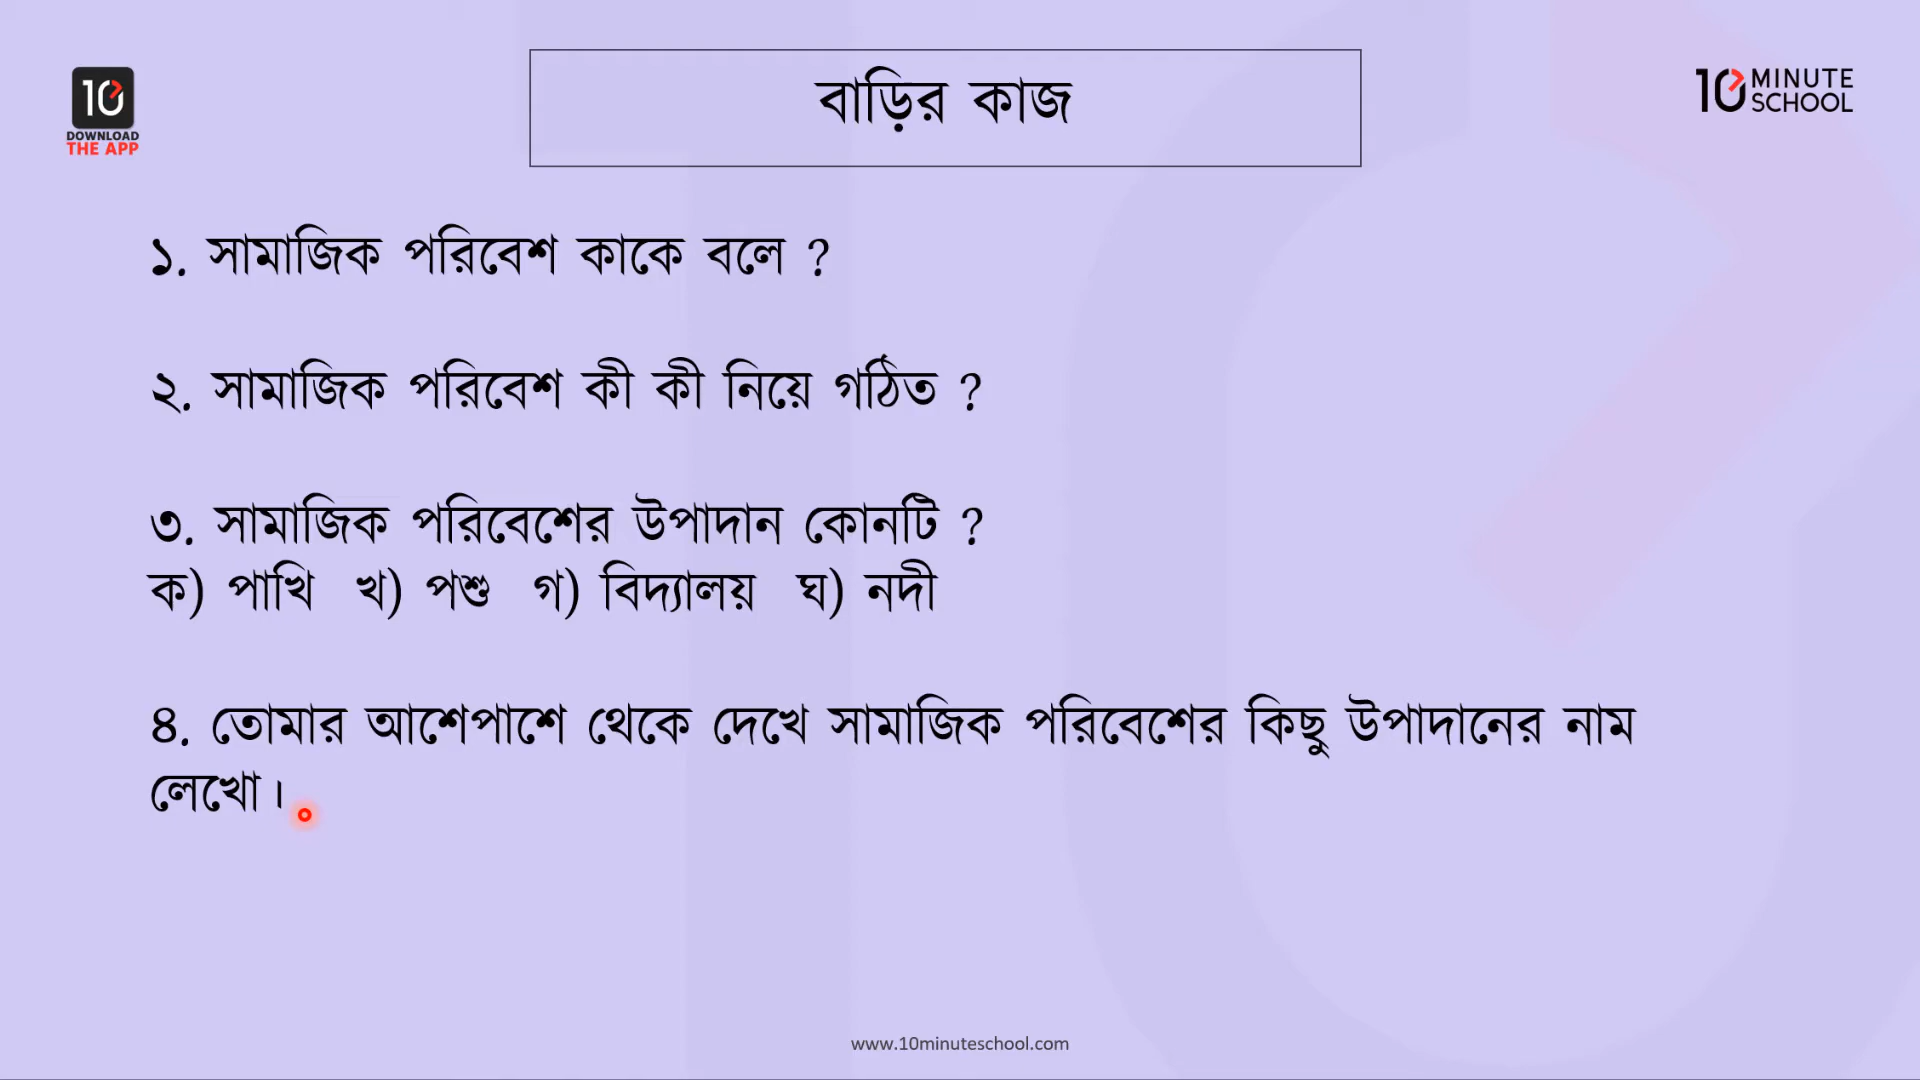 বাড়ির কাজ
10
DOWNLOAD
THE APP
10 MINUTE
SCHOOL
১. সামাজিক পরিবেশ কাকে বলে ?
২. সামাজিক পরিবেশ কী কী নিয়ে গঠিত ?
৩. সামাজিক পরিবেশের উপাদান কোনটি ?
ক) পাখি খ) পশু গ) বিদ্যালয় ঘ) নদী
৪. তোমার আশেপাশে থেকে দেখে সামাজিক পরিবেশের কিছু উপাদানের নাম
লেখো।
www.10minuteschool.com